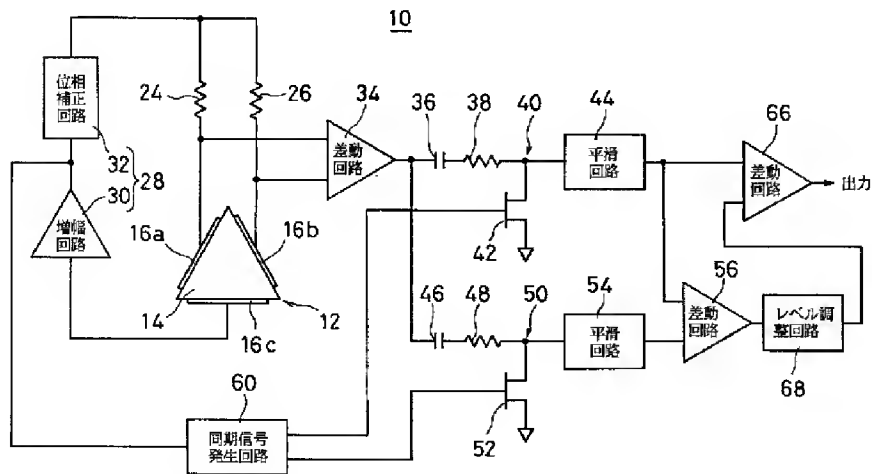 10
位相
補正
回路
32
30
28
増幅
回路
24
26
34
差動
回路
36
38
40
42
44
平滑
回路
66
差動
回路
出力
16a
16b
14
16c
12
46
48
50
52
54
平滑
回路
56
差動
回路
レベル調
整回路
68
60
同期信号
発生回路